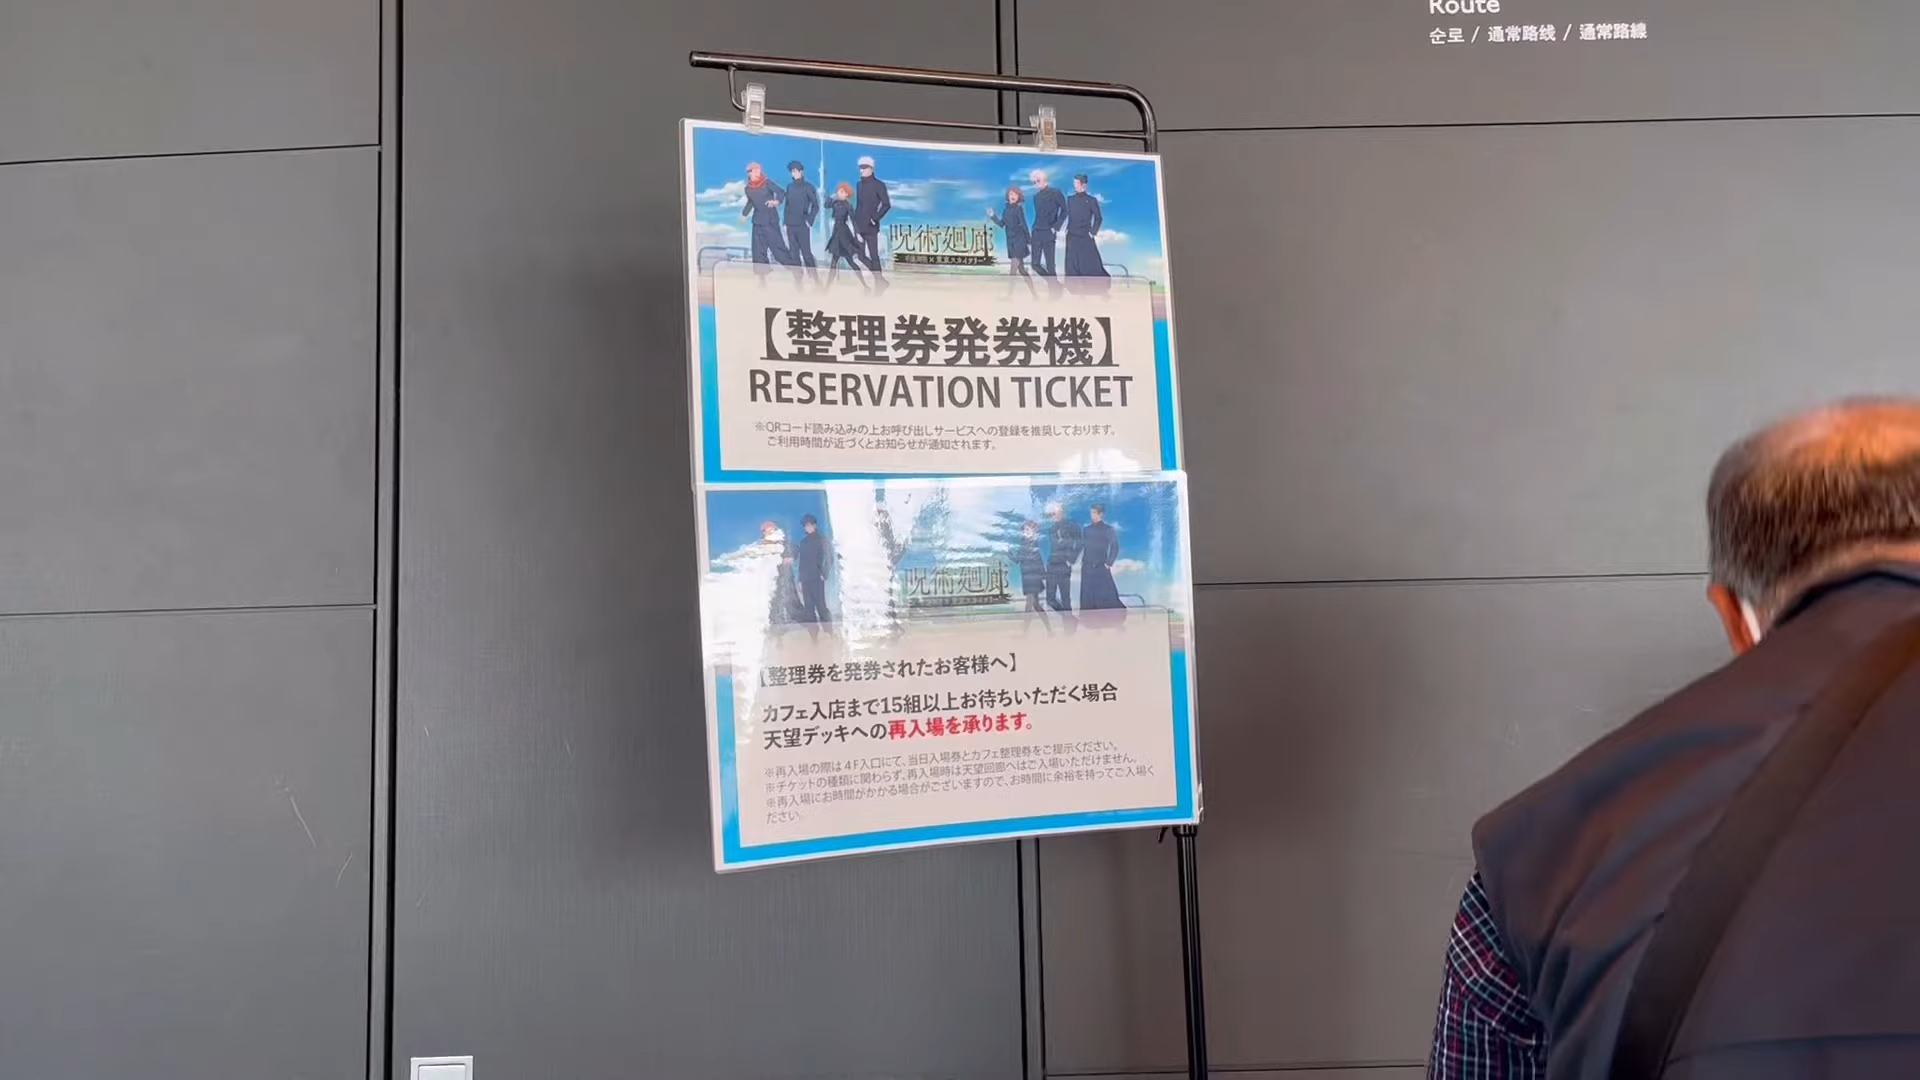 Route
순로 / 通常路线 / 通常路線
呪術廻廊
呪術廻戦 × 東京スカイツリー
【整理券発券機】
RESERVATION TICKET
※QRコード読み込みの上お呼び出しサービスへの登録を推奨しております。
ご利用時間が近づくとお知らせが通知されます。
呪術廻廊
【整理券を発券されたお客様へ】
カフェ入店まで15組以上お待ちいただく場合
天望デッキへの再入場を承ります。
※再入場の際は4F入口にて、当日入場券とカフェ整理券をご提示ください。
※チケットの種類に関わらず、再入場時は天望回廊へはご入場いただけません。
※再入場にお時間がかかる場合がございますので、お時間に余裕を持ってご入場く
ださい。